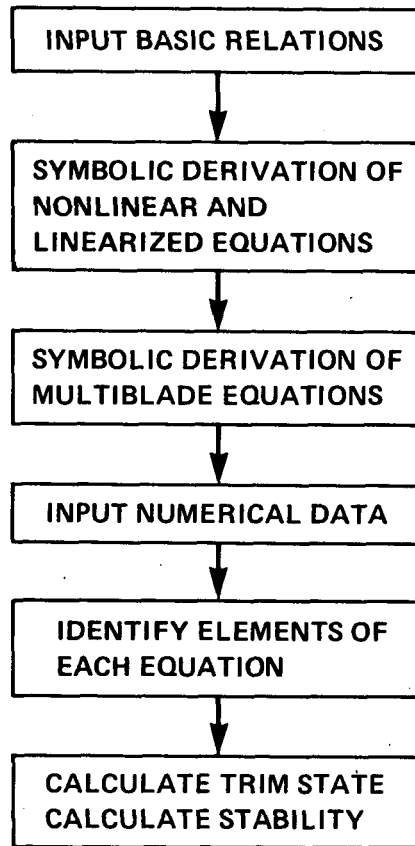 INPUT BASIC RELATIONS
SYMBOLIC DERIVATION OF
NONLINEAR AND
LINEARIZED EQUATIONS
SYMBOLIC DERIVATION OF
MULTIBLADE EQUATIONS
INPUT NUMERICAL DATA
IDENTIFY ELEMENTS OF
EACH EQUATION
CALCULATE TRIM STATE
CALCULATE STABILITY